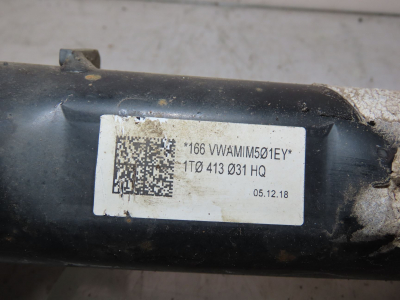 *166 VWAMIM5Ø1EY*
1TØ 413 Ø31 HQ
05.12.18